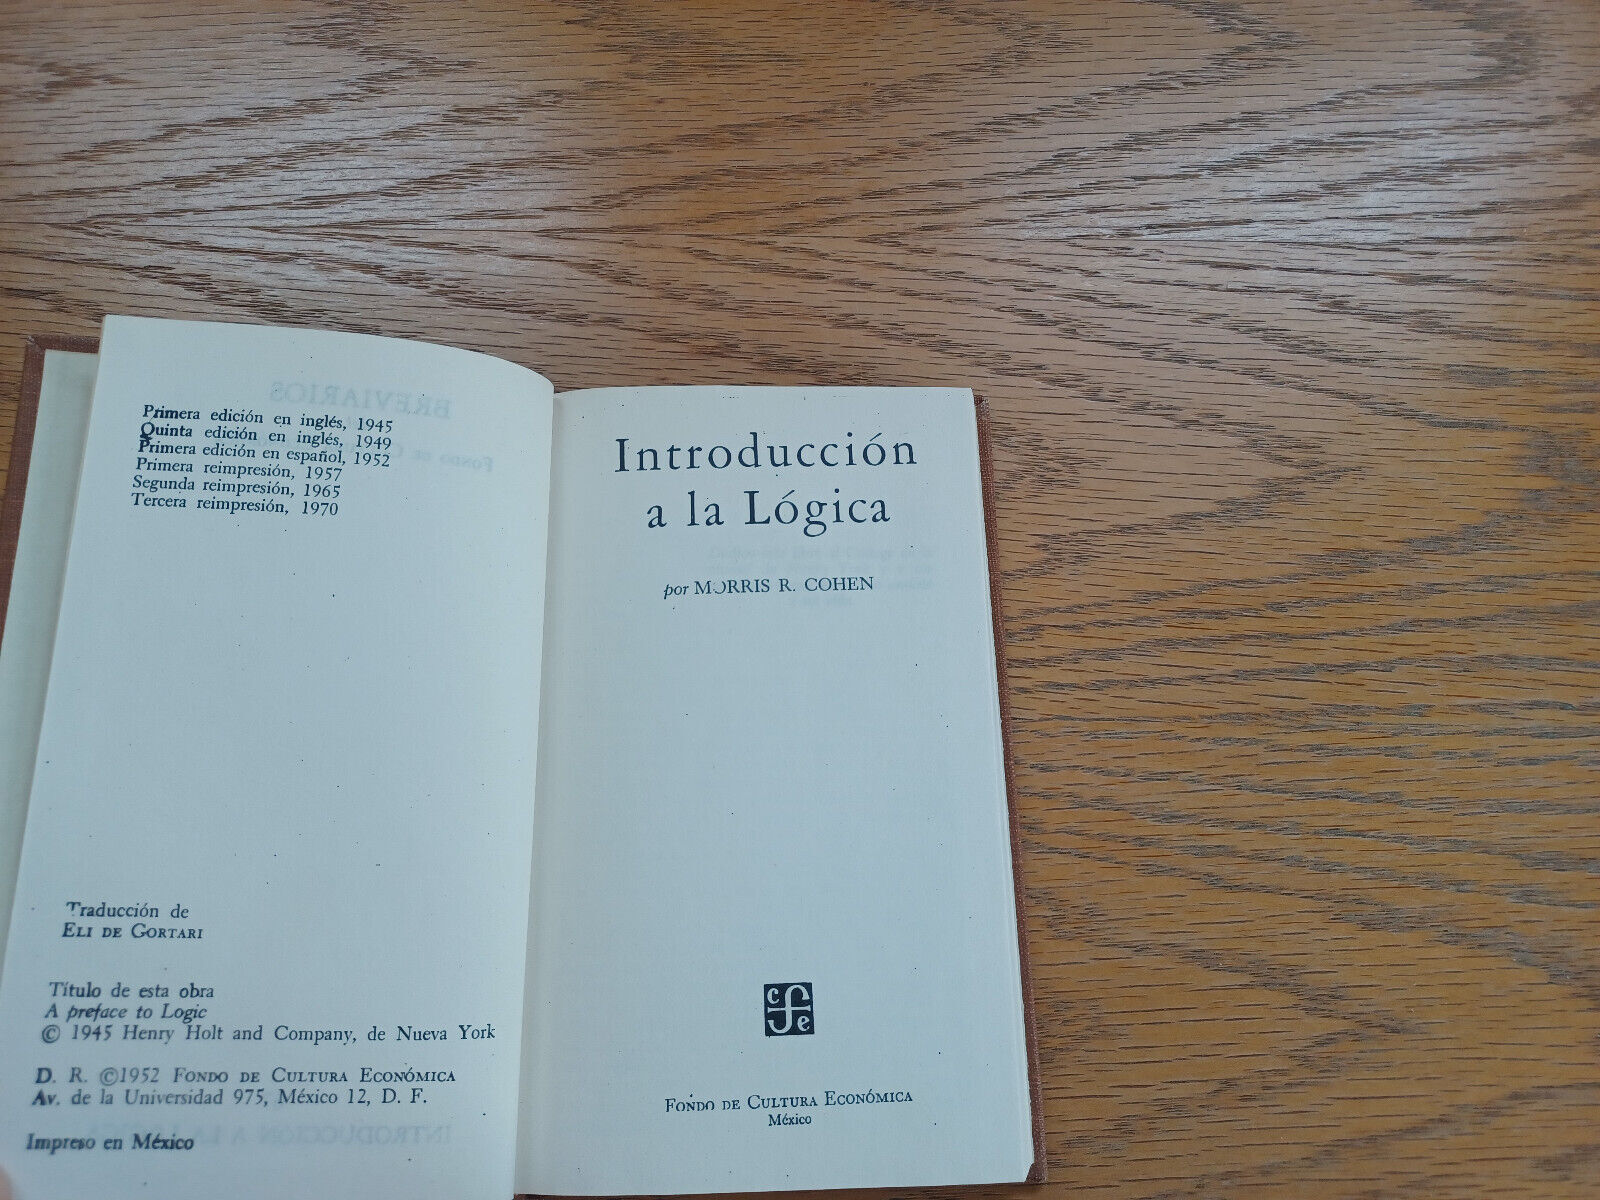 Primera edición en inglés, 1945
Quinta edición en inglés, 1949
Primera edición en español, 1952
Primera reimpresión, 1957
Segunda reimpresión, 1965
Tercera reimpresión, 1970
Traducción de
ELI DE GORTARI
Título de esta obra
A preface to Logic
© 1945 Henry Holt and Company, de Nueva York
D. R. ©1952 FONDO DE CULTURA ECONÓMICA
Av. de la Universidad 975, México 12, D. F.
Impreso en México
Introducción
a la Lógica
por MORRIS R. COHEN
cfe
FONDO DE CULTURA ECONÓMICA
México